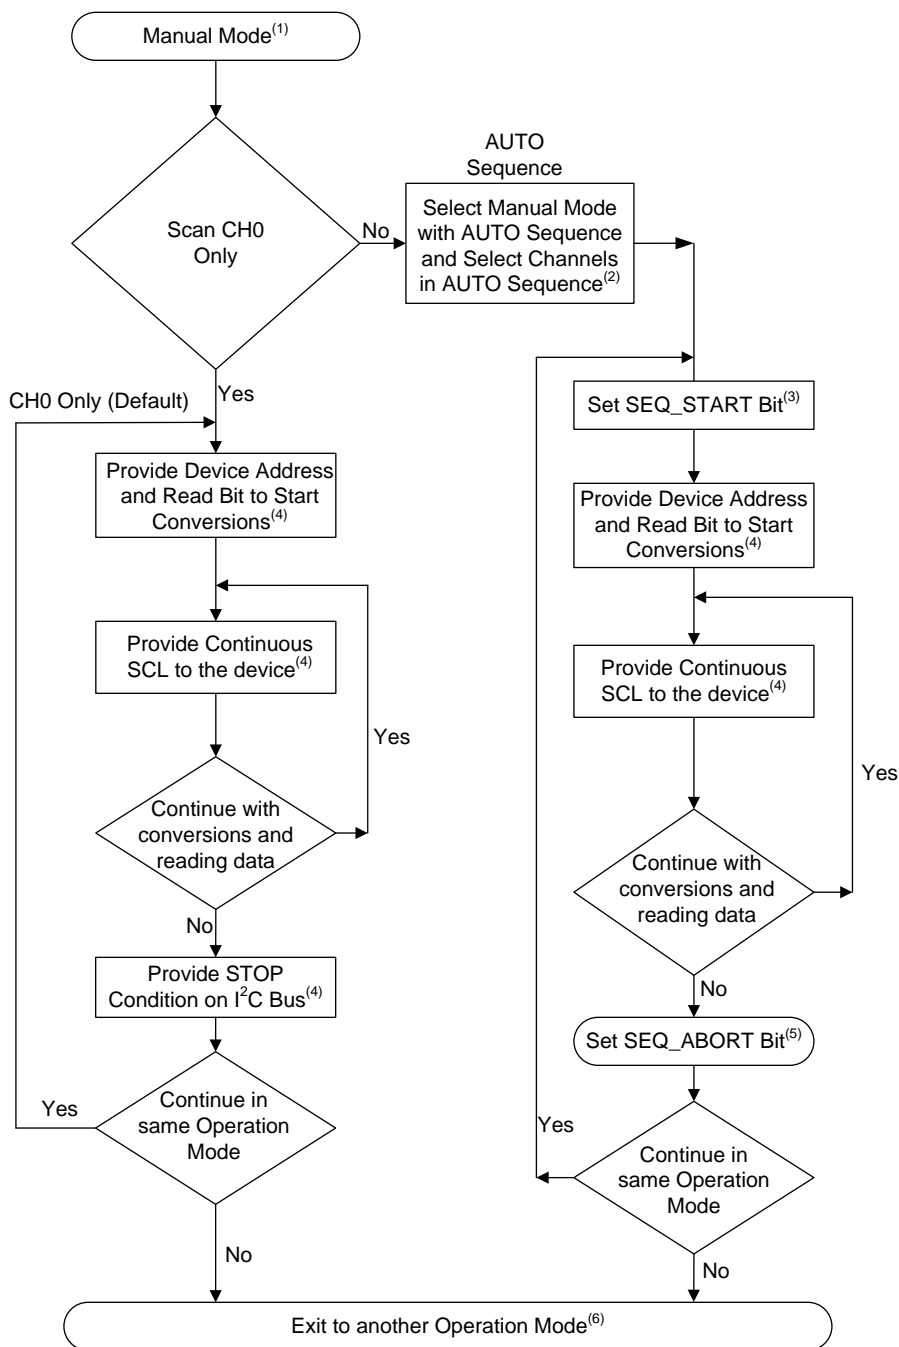 Manual Mode(1)
Scan CH0
Only
No
AUTO
Sequence
Select Manual Mode
with AUTO Sequence
and Select Channels
in AUTO Sequence(2)
Yes
CH0 Only (Default)
Provide Device Address
and Read Bit to Start
Conversions(4)
Provide Continuous
SCL to the device(4)
Yes
Continue with
conversions and
reading data
No
Provide STOP
Condition on I2C Bus(4)
Yes
Continue in
same Operation
Mode
No
Set SEQ_START Bit(3)
Provide Device Address
and Read Bit to Start
Conversions(4)
Provide Continuous
SCL to the device(4)
Yes
Continue with
conversions and
reading data
No
Set SEQ_ABORT Bit(5)
Yes
Continue in
same Operation
Mode
No
Exit to another Operation Mode(6)